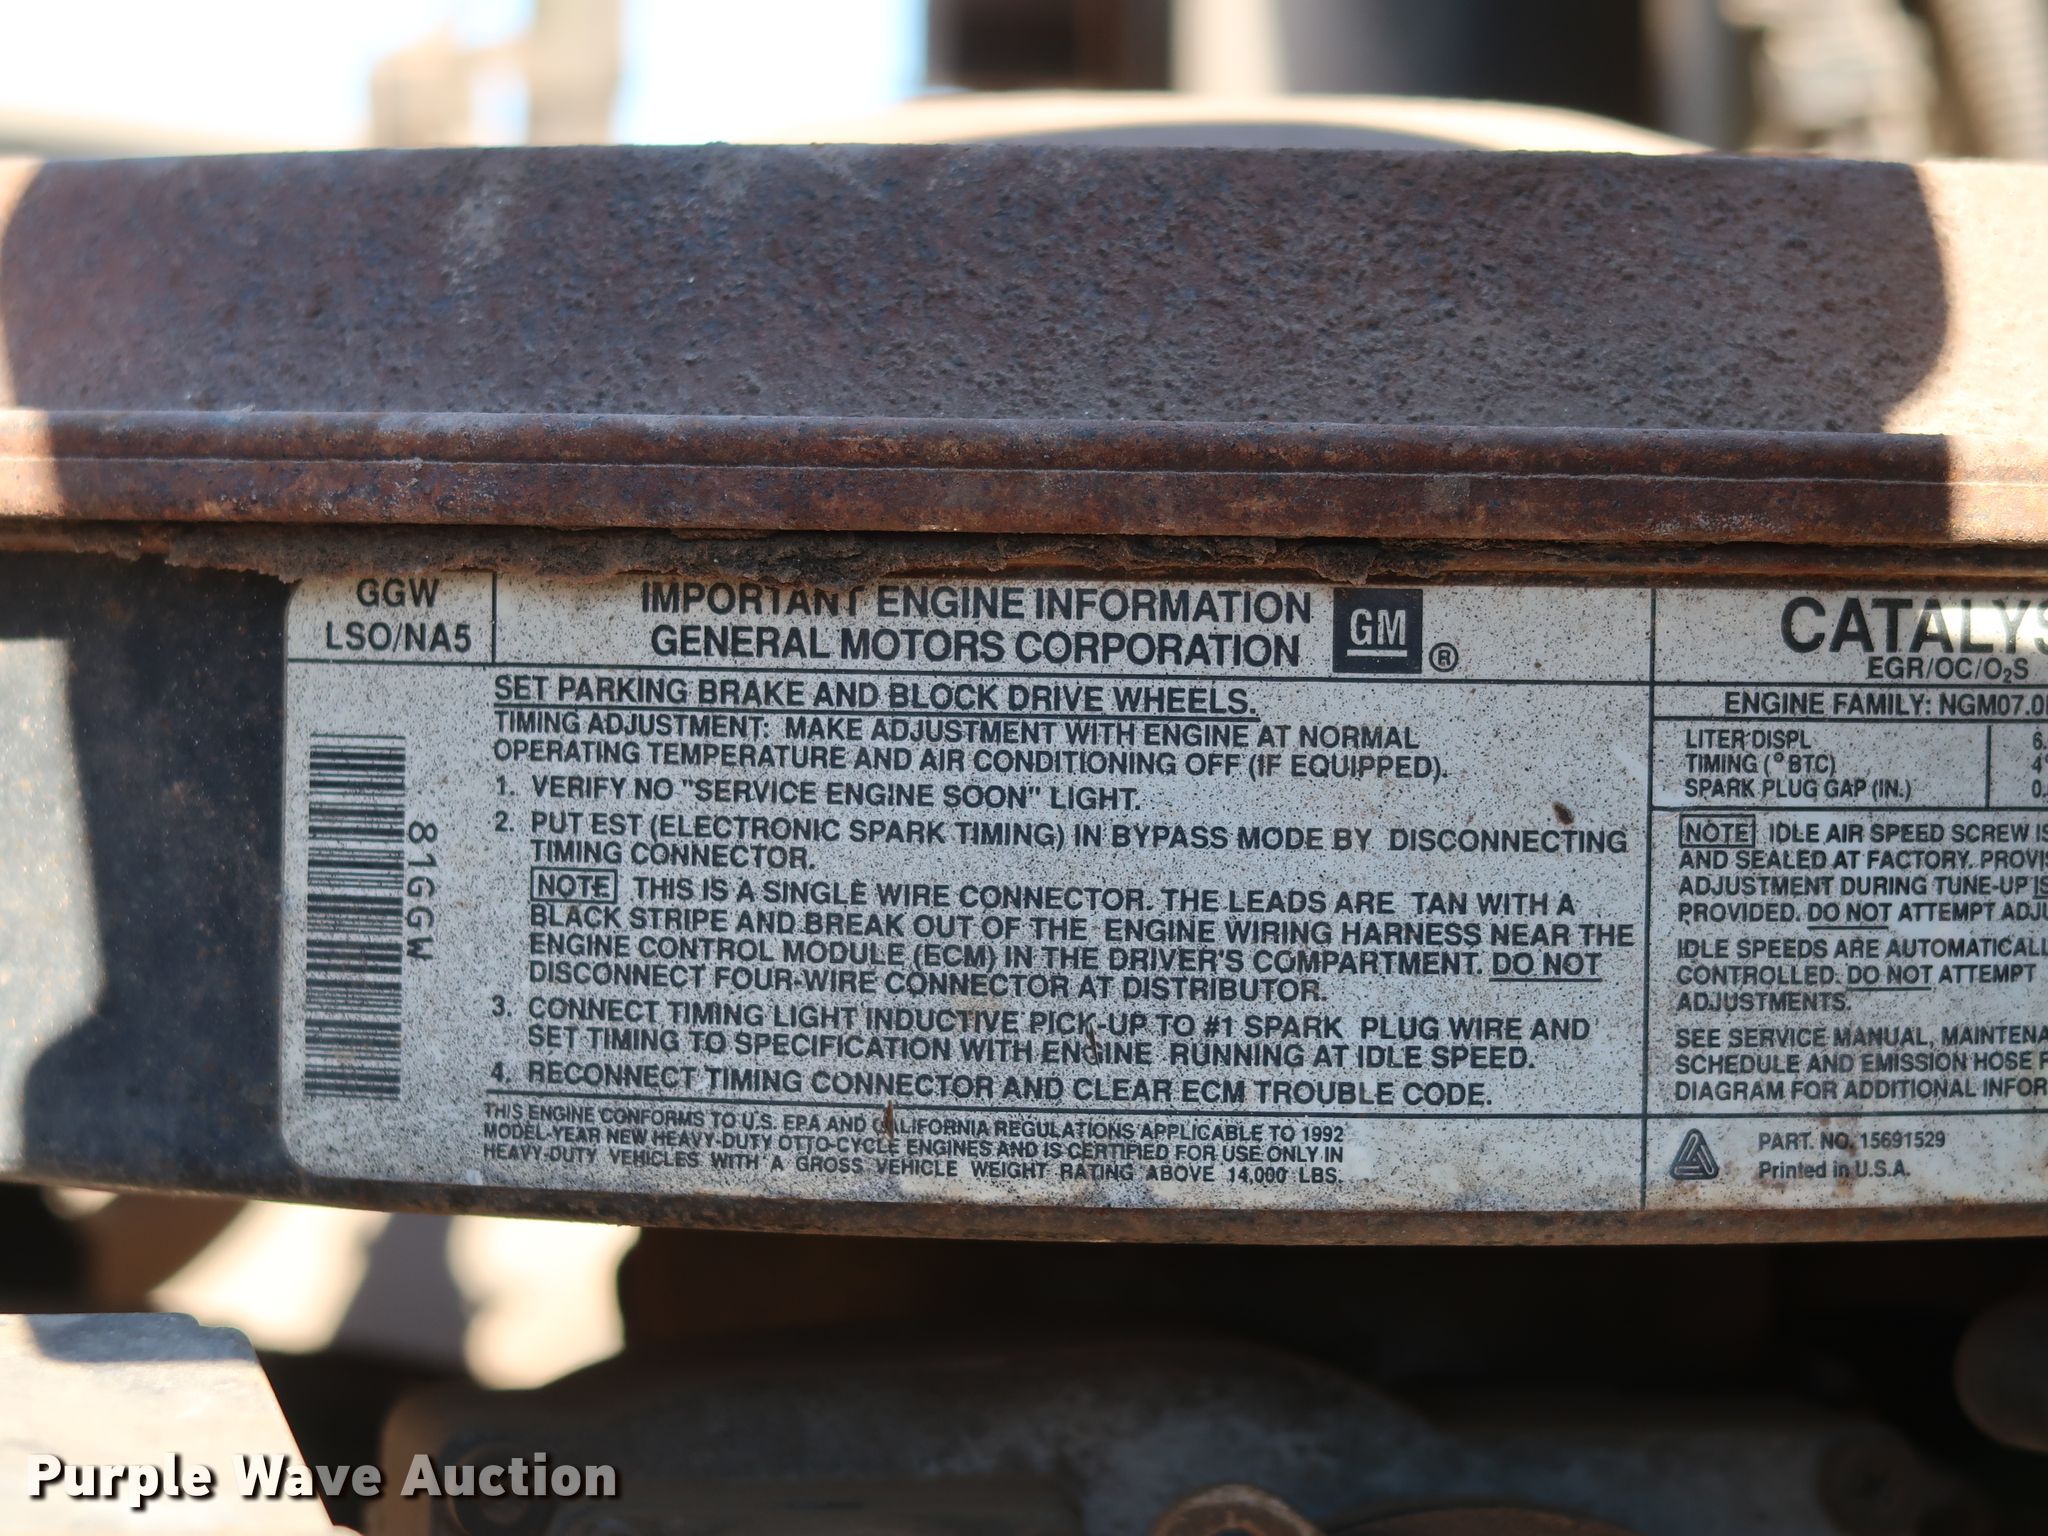 GGW
LSO/NA5
IMPORTANT ENGINE INFORMATION
GENERAL MOTORS CORPORATION
GM ®
SET PARKING BRAKE AND BLOCK DRIVE WHEELS.
TIMING ADJUSTMENT: MAKE ADJUSTMENT WITH ENGINE AT NORMAL
OPERATING TEMPERATURE AND AIR CONDITIONING OFF (IF EQUIPPED).
1. VERIFY NO "SERVICE ENGINE SOON" LIGHT.
2. PUT EST (ELECTRONIC SPARK TIMING) IN BYPASS MODE BY DISCONNECTING
TIMING CONNECTOR.
NOTE THIS IS A SINGLE WIRE CONNECTOR. THE LEADS ARE TAN WITH A
BLACK STRIPE AND BREAK OUT OF THE ENGINE WIRING HARNESS NEAR THE
ENGINE CONTROL MODULE (ECM) IN THE DRIVER'S COMPARTMENT. DO NOT
DISCONNECT FOUR-WIRE CONNECTOR AT DISTRIBUTOR.
3. CONNECT TIMING LIGHT INDUCTIVE PICK-UP TO #1 SPARK PLUG WIRE AND
SET TIMING TO SPECIFICATION WITH ENGINE RUNNING AT IDLE SPEED.
4. RECONNECT TIMING CONNECTOR AND CLEAR ECM TROUBLE CODE.
THIS ENGINE CONFORMS TO U.S. EPA AND CALIFORNIA REGULATIONS APPLICABLE TO 1992
MODEL-YEAR NEW HEAVY-DUTY OTTO-CYCLE ENGINES AND IS CERTIFIED FOR USE ONLY IN
HEAVY-DUTY VEHICLES WITH A GROSS VEHICLE WEIGHT RATING ABOVE 14,000 LBS.
81GGW
CATALYS
EGR/OC/O₂S
ENGINE FAMILY: NGM07.0
LITER DISPL 6.
TIMING (°BTC) 4°
SPARK PLUG GAP (IN.) 0.
NOTE IDLE AIR SPEED SCREW IS
AND SEALED AT FACTORY. PROVIS
ADJUSTMENT DURING TUNE-UP IS
PROVIDED. DO NOT ATTEMPT ADJU
IDLE SPEEDS ARE AUTOMATICALL
CONTROLLED. DO NOT ATTEMPT
ADJUSTMENTS.
SEE SERVICE MANUAL, MAINTENA
SCHEDULE AND EMISSION HOSE
DIAGRAM FOR ADDITIONAL INFOR
PART. NO. 15691529
Printed in U.S.A.
Purple Wave Auction